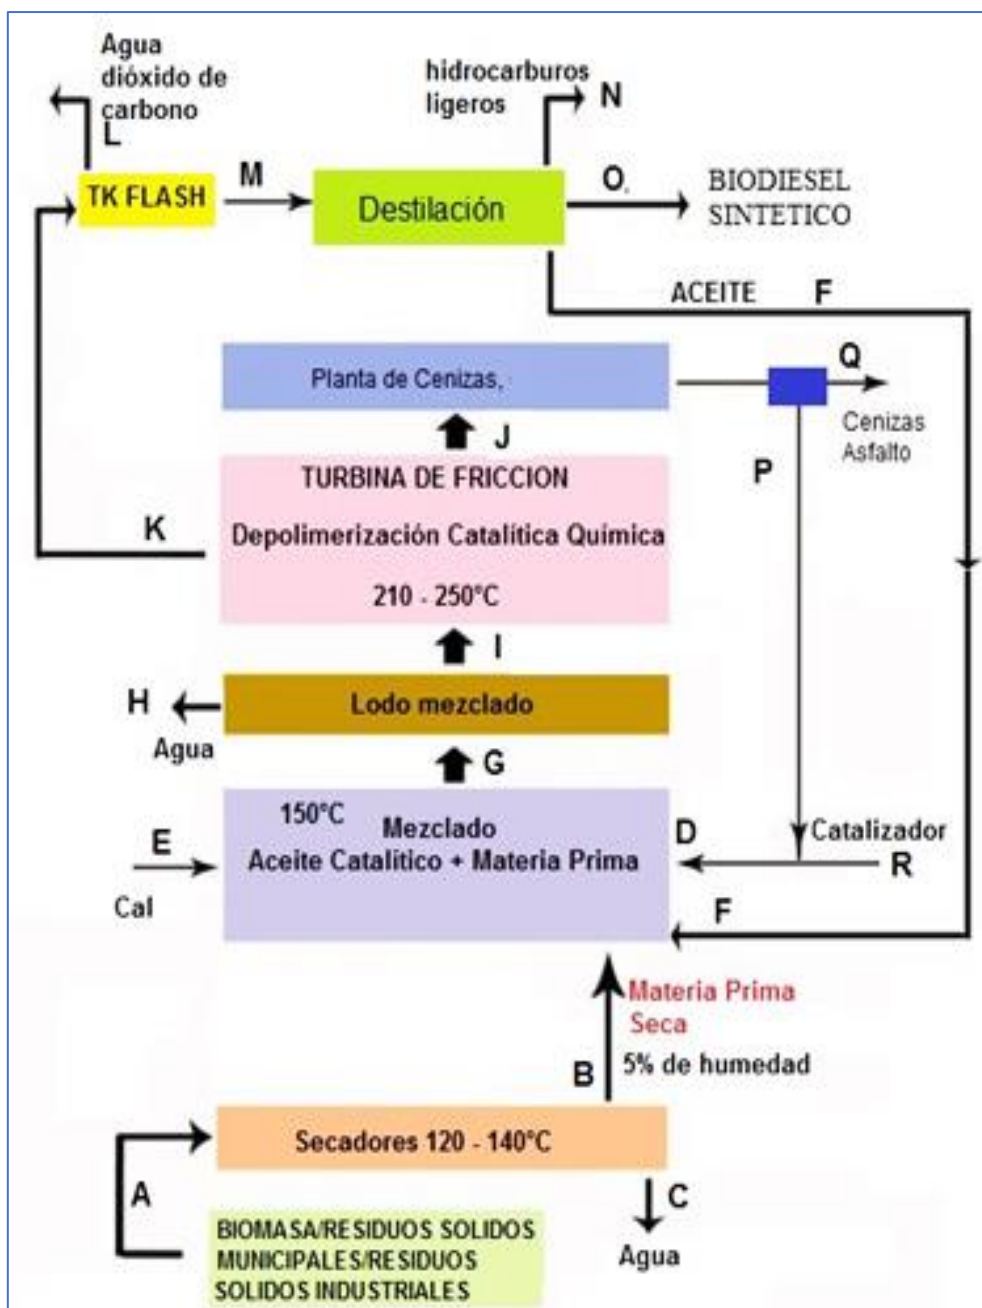 Agua
dióxido de
carbono
L
hidrocarburos
ligeros
N
TK FLASH
M
Destilación
O.
BIODIESEL
SINTETICO
ACEITE F
Planta de Cenizas,
Q
Cenizas
Asfalto
J
P
TURBINA DE FRICCION
Depolimerización Catalítica Química
210 - 250°C
K
I
H
Agua
Lodo mezclado
G
150°C
Mezclado
Aceite Catalítico + Materia Prima
E
Cal
D
Catalizador
R
F
Materia Prima
Seca
5% de humedad
B
Secadores 120 - 140°C
A
C
Agua
BIOMASA/RESIDUOS SOLIDOS
MUNICIPALES/RESIDUOS
SOLIDOS INDUSTRIALES